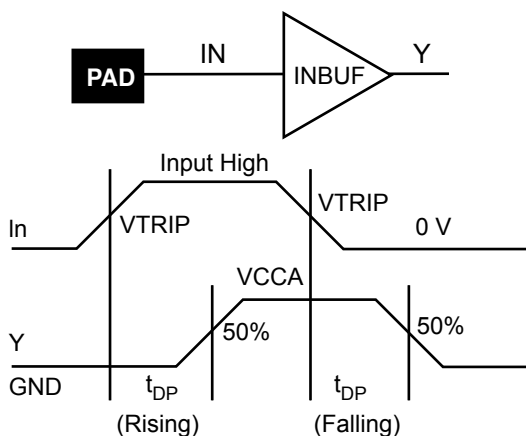 PAD
IN
INBUF
Y
Input High
In
VTRIP
VTRIP
0 V
VCCA
Y
50%
50%
GND
tDP
tDP
(Rising)
(Falling)